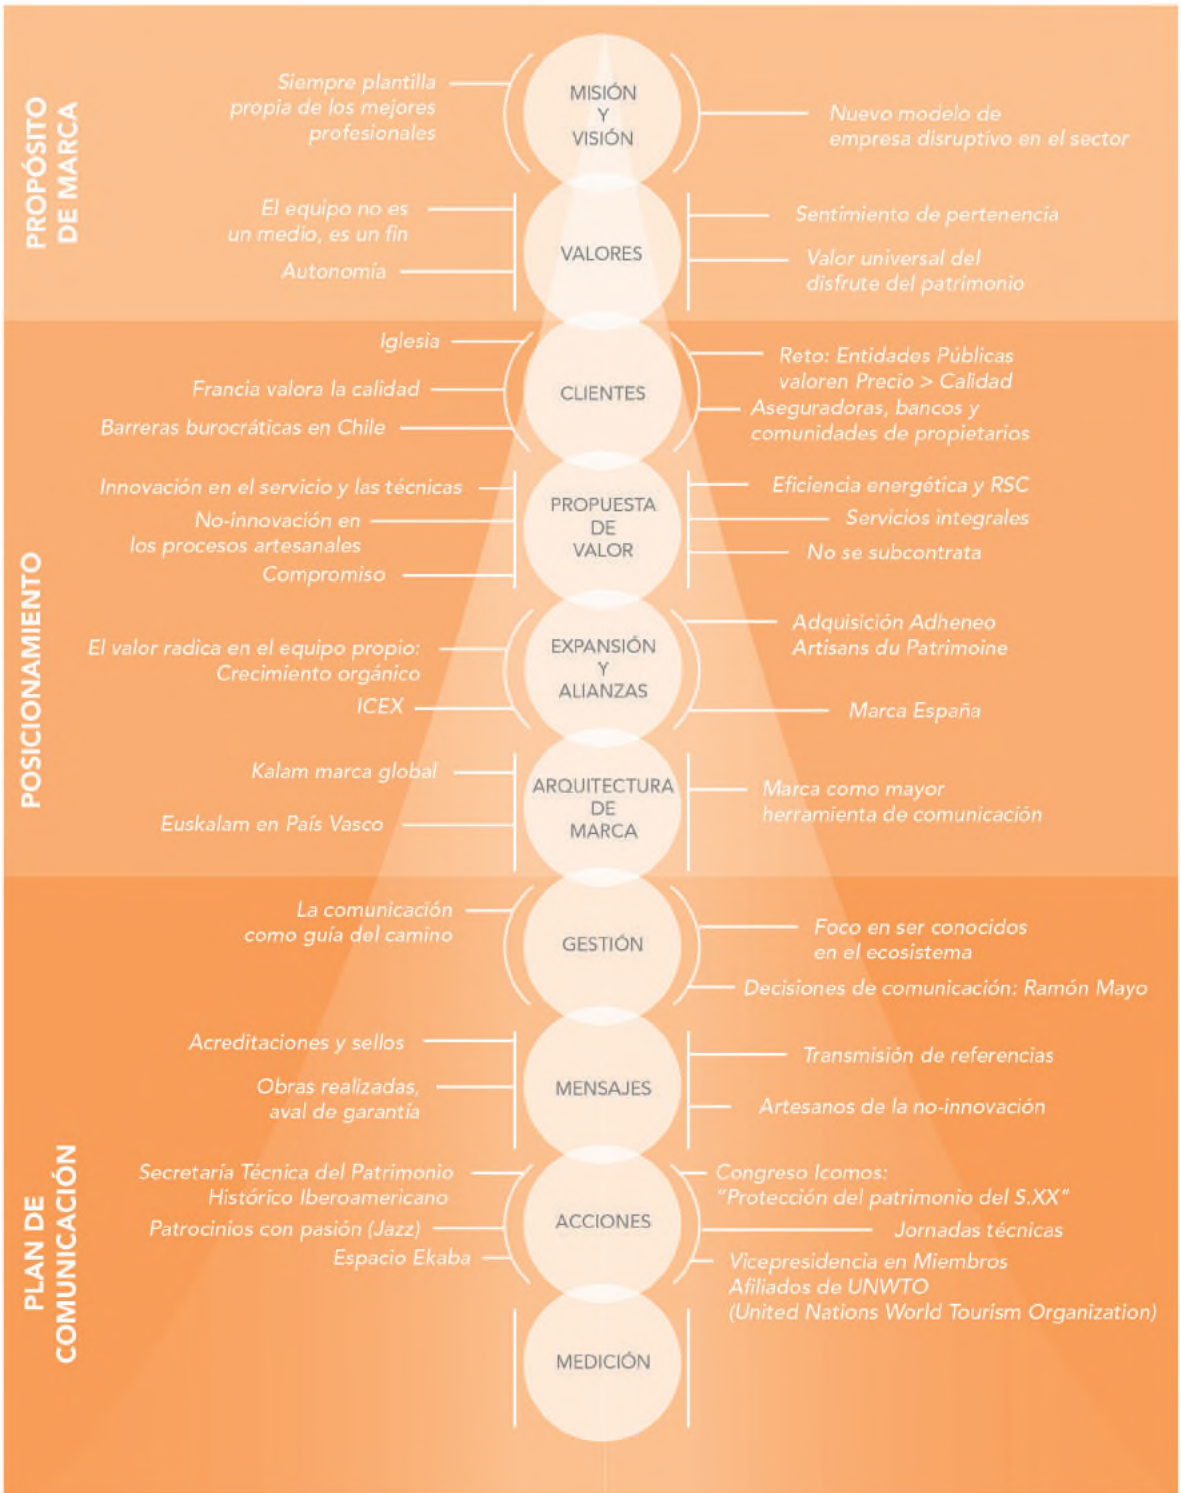 PROPÓSITO
DE MARCA
Siempre plantilla
propia de los mejores
profesionales
MISIÓN
Y
VISIÓN
Nuevo modelo de
empresa disruptivo en el sector
El equipo no es
un medio, es un fin
Autonomía
VALORES
Sentimiento de pertenencia
Valor universal del
disfrute del patrimonio
POSICIONAMIENTO
Iglesia
Francia valora la calidad
Barreras burocráticas en Chile
CLIENTES
Reto: Entidades Públicas
valoren Precio > Calidad
Aseguradoras, bancos y
comunidades de propietarios
Innovación en el servicio y las técnicas
No-innovación en
los procesos artesanales
Compromiso
PROPUESTA
DE
VALOR
Eficiencia energética y RSC
Servicios integrales
No se subcontrata
El valor radica en el equipo propio:
Crecimiento orgánico
ICEX
EXPANSIÓN
Y
ALIANZAS
Adquisición Adheneo
Artisans du Patrimoine
Marca España
Kalam marca global
Euskalam en País Vasco
ARQUITECTURA
DE
MARCA
Marca como mayor
herramienta de comunicación
PLAN DE
COMUNICACIÓN
La comunicación
como guía del camino
GESTIÓN
Foco en ser conocidos
en el ecosistema
Decisiones de comunicación: Ramón Mayo
Acreditaciones y sellos
Obras realizadas,
aval de garantía
MENSAJES
Transmisión de referencias
Artesanos de la no-innovación
Secretaría Técnica del Patrimonio
Histórico Iberoamericano
Patrocinios con pasión (Jazz)
Espacio Ekaba
ACCIONES
Congreso Icomos:
"Protección del patrimonio del S.XX"
Jornadas técnicas
Vicepresidencia en Miembros
Afiliados de UNWTO
(United Nations World Tourism Organization)
MEDICIÓN